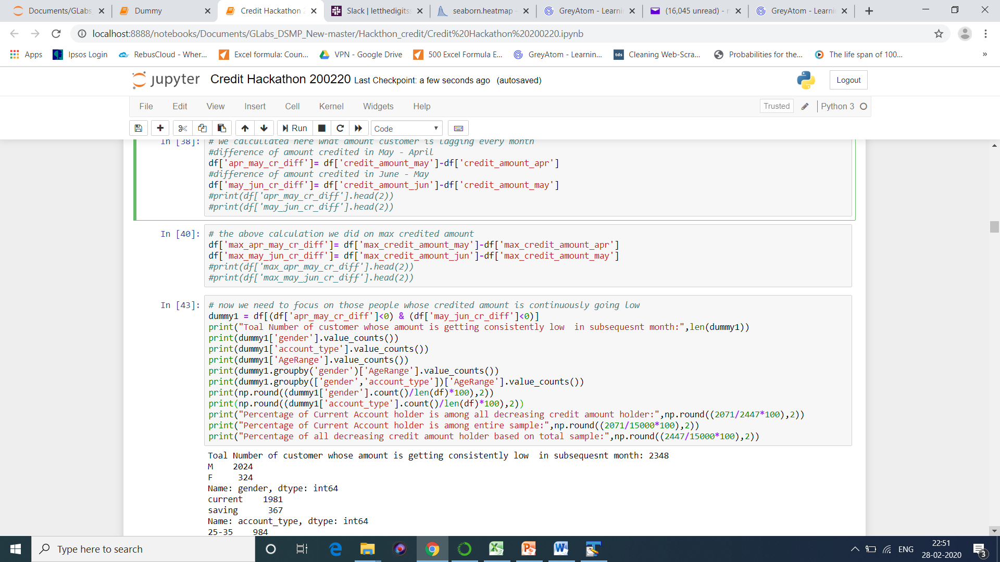 Documents/GLabs
Dummy
Credit Hackathon 2
Slack | letthedigitss
seaborn.heatmap
GreyAtom - Learni
(16,045 unread) -
GreyAtom - Learni
localhost:8888/notebooks/Documents/GLabs_DSMP_New-master/Hackthon_credit/Credit%20Hackathon%20200220.ipynb
Apps
Ipsos Login
RebusCloud - Wher...
Excel formula: Coun...
VPN - Google Drive
500 Excel Formula E...
GreyAtom - Learnin...
tds
Cleaning Web-Scra...
Probabilities for the...
The life span of 100...
»
jupyter Credit Hackathon 200220 Last Checkpoint: a few seconds ago (autosaved)
Logout
File Edit View Insert Cell Kernel Widgets Help
Trusted
Python 3
Run
Code
In [38]: # we calcultated here what amount customer is lagging every month
#difference of amount credited in May - April
df['apr_may_cr_diff']= df['credit_amount_may']-df['credit_amount_apr']
#difference of amount credited in June - May
df['may_jun_cr_diff']= df['credit_amount_jun']-df['credit_amount_may']
#print(df['apr_may_cr_diff'].head(2))
#print(df['may_jun_cr_diff'].head(2))
In [40]: # the above calculation we did on max credited amount
df['max_apr_may_cr_diff']= df['max_credit_amount_may']-df['max_credit_amount_apr']
df['max_may_jun_cr_diff']= df['max_credit_amount_jun']-df['max_credit_amount_may']
#print(df['max_apr_may_cr_diff'].head(2))
#print(df['max_may_jun_cr_diff'].head(2))
In [43]: # now we need to focus on those people whose credited amount is continuously going low
dummy1 = df[(df['apr_may_cr_diff']<0) & (df['may_jun_cr_diff']<0)]
print("Toal Number of customer whose amount is getting consistently low  in subsequesnt month:",len(dummy1))
print(dummy1['gender'].value_counts())
print(dummy1['account_type'].value_counts())
print(dummy1['AgeRange'].value_counts())
print(dummy1.groupby('gender')['AgeRange'].value_counts())
print(dummy1.groupby(['gender','account_type'])['AgeRange'].value_counts())
print(np.round((dummy1['gender'].count()/len(df)*100),2))
print(np.round((dummy1['account_type'].count()/len(df)*100),2))
print("Percentage of Current Account holder is among all decreasing credit amount holder:",np.round((2071/2447*100),2))
print("Percentage of Current Account holder is among entire sample:",np.round((2071/15000*100),2))
print("Percentage of all decreasing credit amount holder based on total sample:",np.round((2447/15000*100),2))
Toal Number of customer whose amount is getting consistently low  in subsequesnt month: 2348
M    2024
F     324
Name: gender, dtype: int64
current    1981
saving      367
Name: account_type, dtype: int64
25-35    984
Type here to search
ENG
22:51
28-02-2020
3